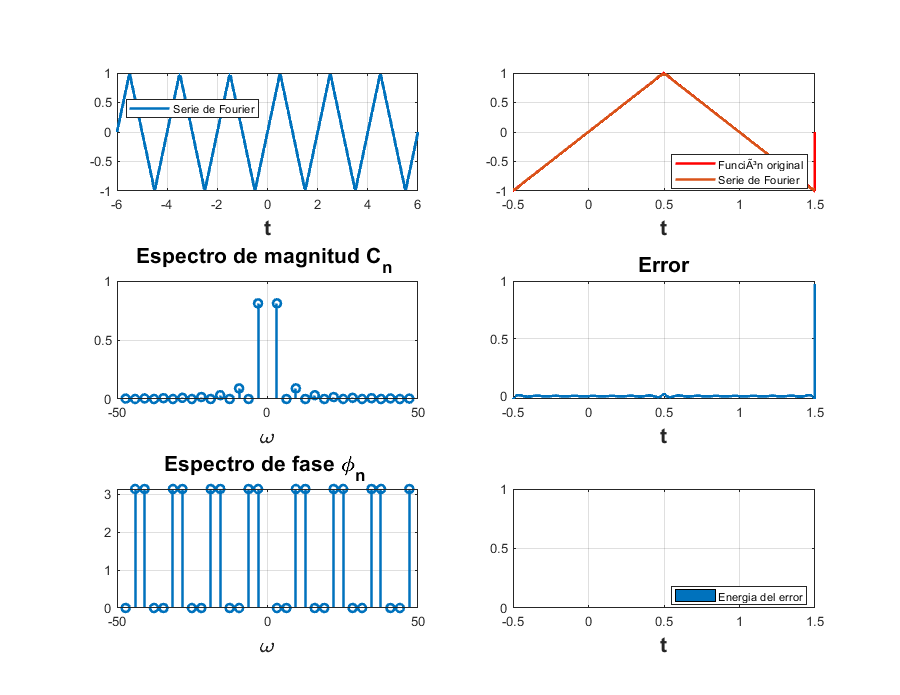 1
0.5
0
-0.5
-1
-6 -4 -2 0 2 4 6
t
Serie de Fourier
1
0.5
0
-0.5
-1
-0.5 0 0.5 1 1.5
t
FunciÃ³n original
Serie de Fourier
Espectro de magnitud Cn
1
0.5
0
-50 0 50
ω
Error
1
0.5
0
-0.5 0 0.5 1 1.5
t
Espectro de fase ϕn
3
2
1
0
-50 0 50
ω
1
0.5
0
-0.5 0 0.5 1 1.5
t
Energia del error